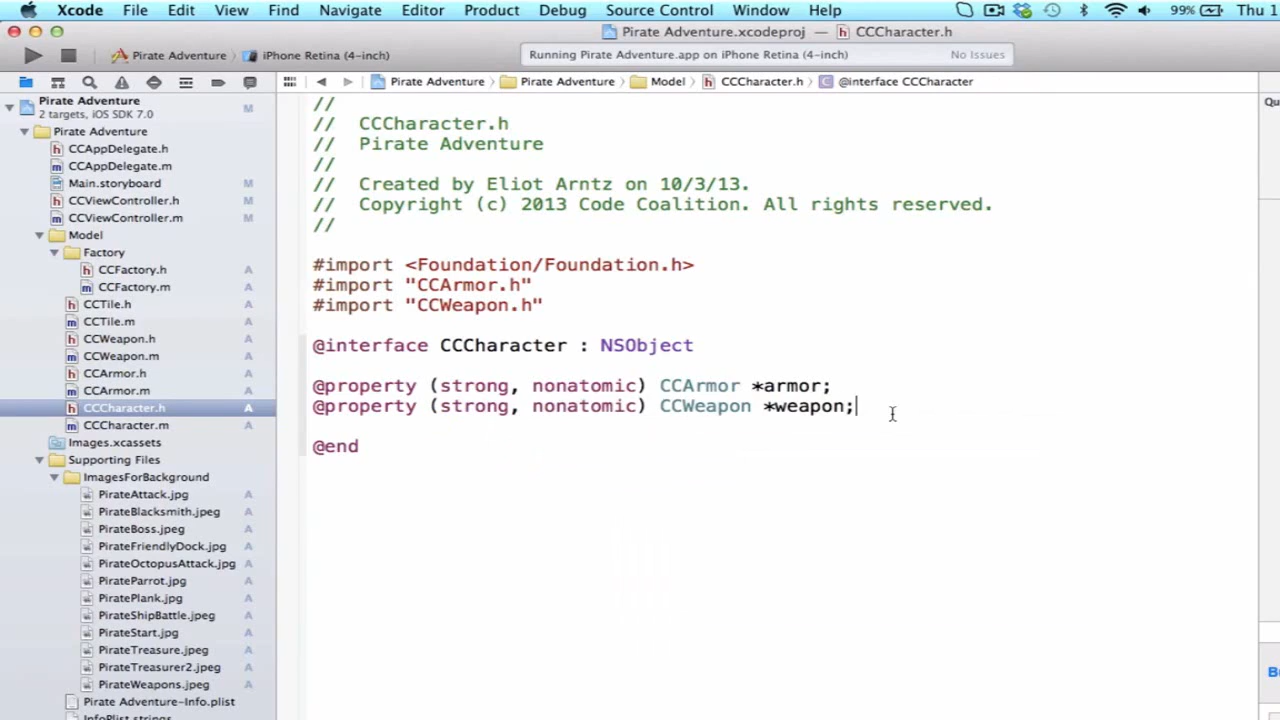 Xcode File Edit View Find Navigate Editor Product Debug Source Control Window Help 99% Thu 1
Pirate Adventure.xcodeproj — CCCharacter.h
Pirate Adventure iPhone Retina (4-inch) Running Pirate Adventure.app on iPhone Retina (4-inch) No Issues
Pirate Adventure Pirate Adventure Model CCCharacter.h @interface CCCharacter
Pirate Adventure M
2 targets, iOS SDK 7.0
Pirate Adventure
CCAppDelegate.h
CCAppDelegate.m
Main.storyboard M
CCViewController.h M
CCViewController.m M
Model
Factory
CCFactory.h A
CCFactory.m A
CCTile.h A
CCTile.m A
CCWeapon.h A
CCWeapon.m A
CCArmor.h A
CCArmor.m A
CCCharacter.h A
CCCharacter.m A
Images.xcassets
Supporting Files
ImagesForBackground
PirateAttack.jpg A
PirateBlacksmith.jpeg A
PirateBoss.jpeg A
PirateFriendlyDock.jpg A
PirateOctopusAttack.jpg A
PirateParrot.jpg A
PiratePlank.jpg A
PirateShipBattle.jpeg A
PirateStart.jpg A
PirateTreasure.jpeg A
PirateTreasurer2.jpeg A
PirateWeapons.jpeg A
Pirate Adventure-Info.plist
InfoPlist.strings
//
// CCCharacter.h
// Pirate Adventure
//
// Created by Eliot Arntz on 10/3/13.
// Copyright (c) 2013 Code Coalition. All rights reserved.
//
#import <Foundation/Foundation.h>
#import "CCArmor.h"
#import "CCWeapon.h"
@interface CCCharacter : NSObject
@property (strong, nonatomic) CCArmor *armor;
@property (strong, nonatomic) CCWeapon *weapon;
@end
Qu